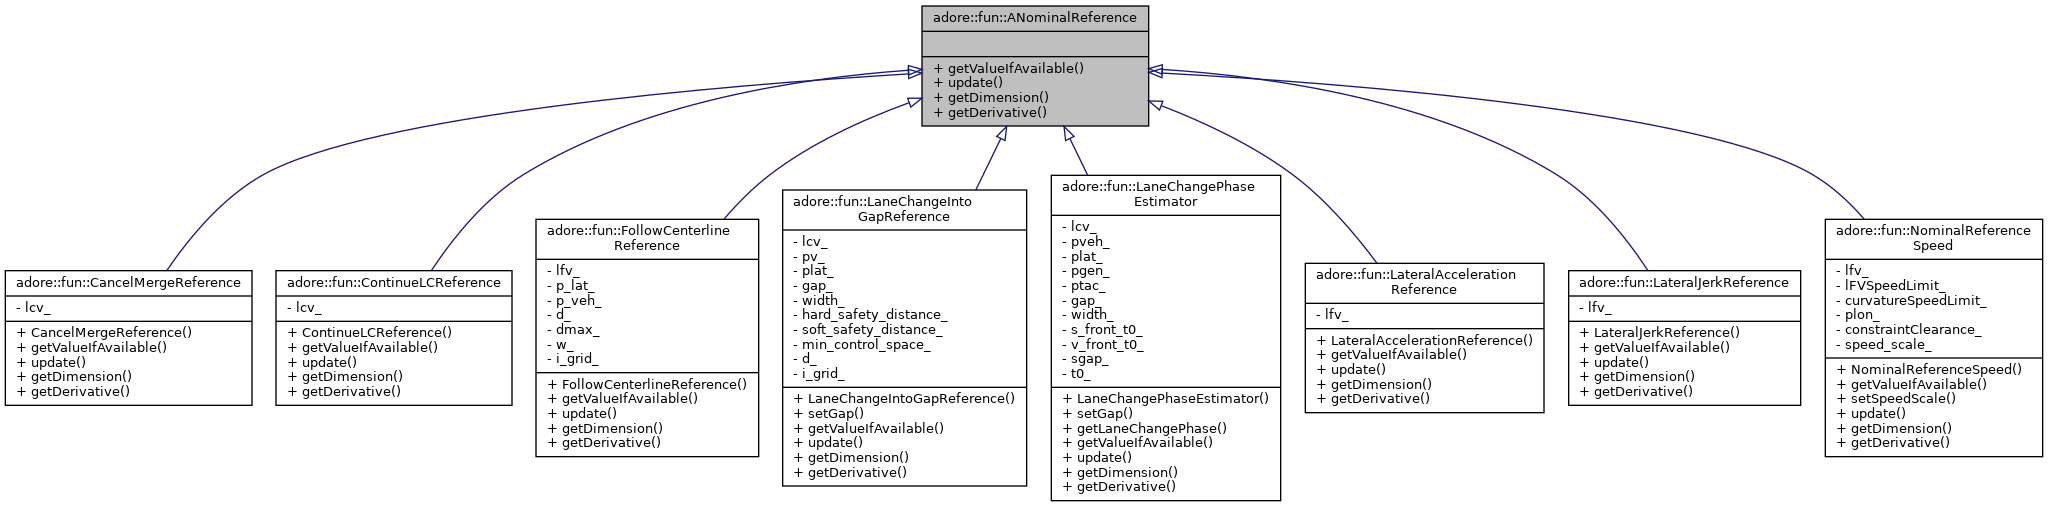 adore::fun::ANominalReference
+ getValueIfAvailable()
+ update()
+ getDimension()
+ getDerivative()
adore::fun::CancelMergeReference
- lcv_
+ CancelMergeReference()
+ getValueIfAvailable()
+ update()
+ getDimension()
+ getDerivative()
adore::fun::ContinueLCReference
- lcv_
+ ContinueLCReference()
+ getValueIfAvailable()
+ update()
+ getDimension()
+ getDerivative()
adore::fun::FollowCenterline
Reference
- lfv_
- p_lat_
- p_veh_
- d_
- dmax_
- w_
- i_grid_
+ FollowCenterlineReference()
+ getValueIfAvailable()
+ update()
+ getDimension()
+ getDerivative()
adore::fun::LaneChangeInto
GapReference
- lcv_
- pv_
- plat_
- gap_
- width_
- hard_safety_distance_
- soft_safety_distance_
- min_control_space_
- d_
- i_grid_
+ LaneChangeIntoGapReference()
+ setGap()
+ getValueIfAvailable()
+ update()
+ getDimension()
+ getDerivative()
adore::fun::LaneChangePhase
Estimator
- lcv_
- pveh_
- plat_
- pgen_
- ptac_
- gap_
- width_
- s_front_t0_
- v_front_t0_
- sgap_
- t0_
+ LaneChangePhaseEstimator()
+ setGap()
+ getLaneChangePhase()
+ getValueIfAvailable()
+ update()
+ getDimension()
+ getDerivative()
adore::fun::LateralAcceleration
Reference
- lfv_
+ LateralAccelerationReference()
+ getValueIfAvailable()
+ update()
+ getDimension()
+ getDerivative()
adore::fun::LateralJerkReference
- lfv_
+ LateralJerkReference()
+ getValueIfAvailable()
+ update()
+ getDimension()
+ getDerivative()
adore::fun::NominalReference
Speed
- lfv_
- lFVSpeedLimit_
- curvatureSpeedLimit_
- plon_
- constraintClearance_
- speed_scale_
+ NominalReferenceSpeed()
+ getValueIfAvailable()
+ setSpeedScale()
+ update()
+ getDimension()
+ getDerivative()